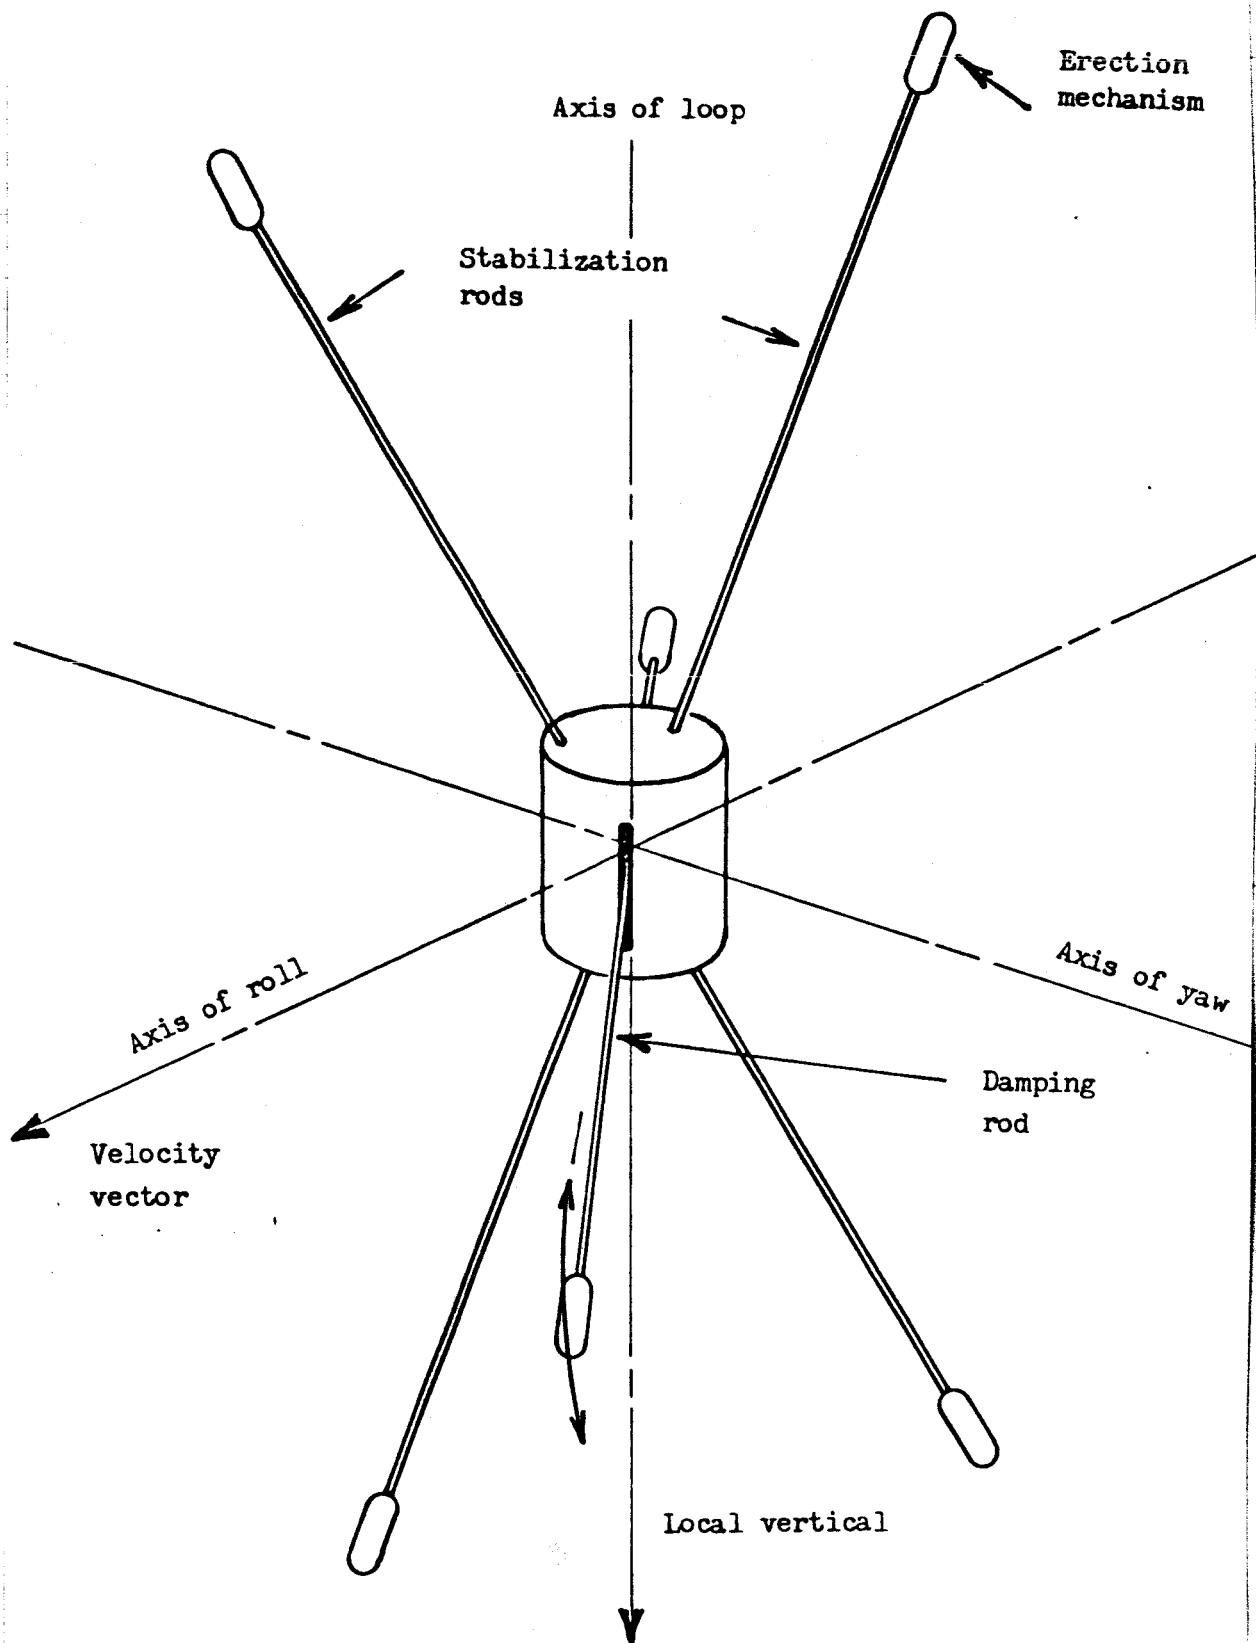 Erection
mechanism
Axis of loop
Stabilization
rods
Axis of yaw
Axis of roll
Damping
rod
Velocity
vector
Local vertical